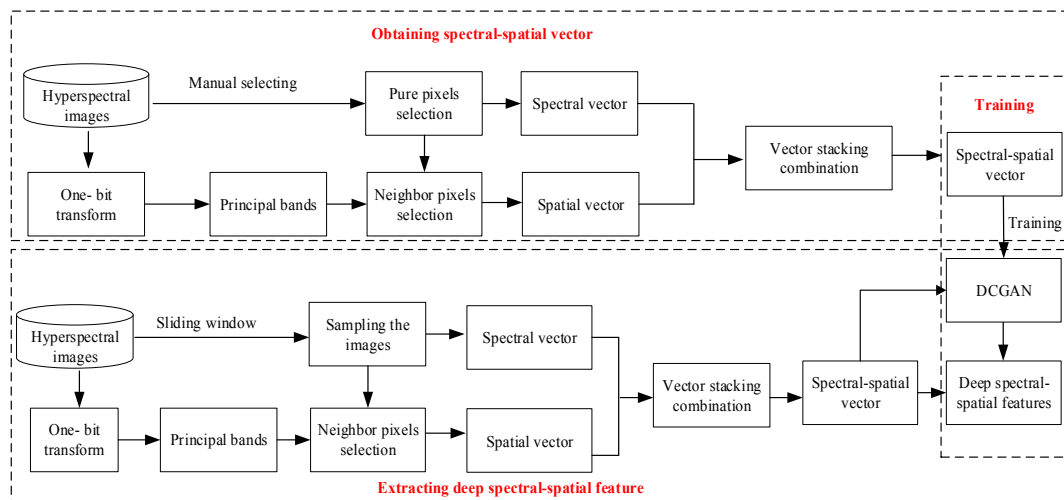 Obtaining spectral-spatial vector
Hyperspectral
images
Manual selecting
Pure pixels
selection
Spectral vector
Training
Vector stacking
combination
Spectral-spatial
vector
One- bit
transform
Principal bands
Neighbor pixels
selection
Spatial vector
Training
DCGAN
Hyperspectral
images
Sliding window
Sampling the
images
Spectral vector
Vector stacking
combination
Spectral-spatial
vector
Deep spectral-
spatial features
One- bit
transform
Principal bands
Neighbor pixels
selection
Spatial vector
Extracting deep spectral-spatial feature